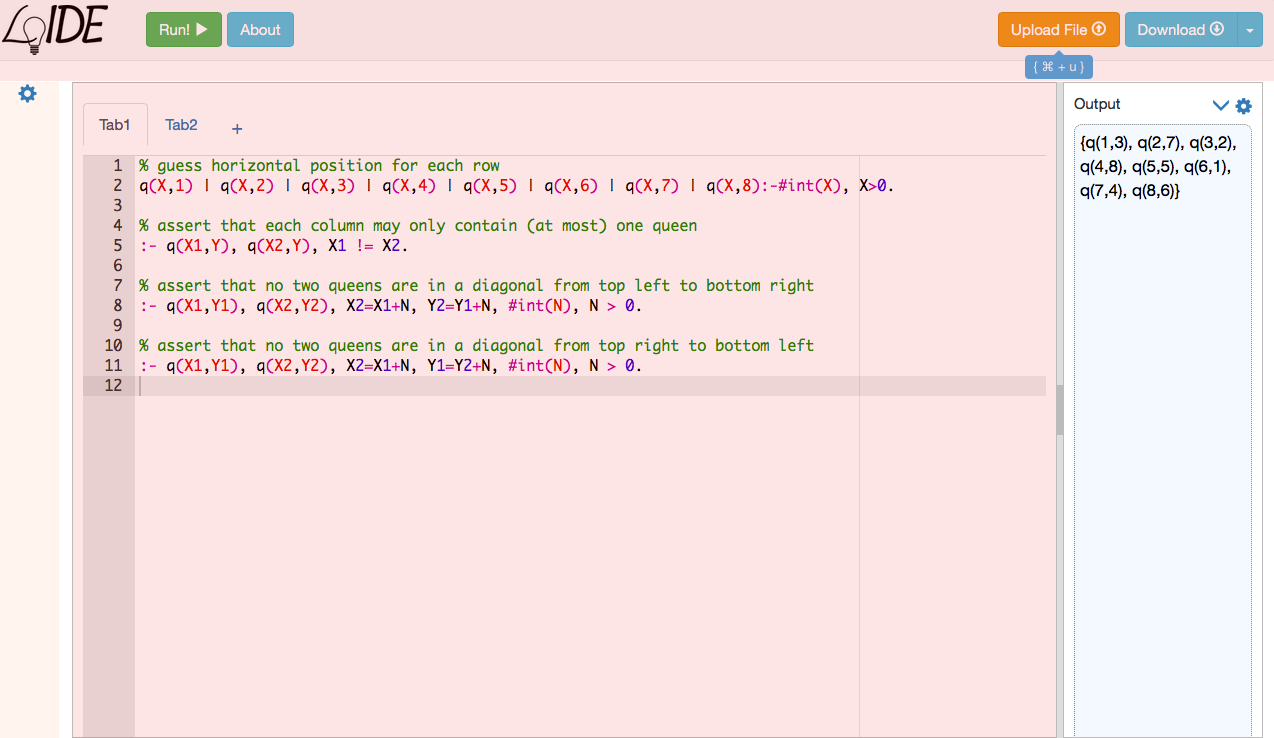 LoIDE
Run!
About
Upload File
Download
{ ⌘ + u }
Tab1
Tab2
+
Output
1 % guess horizontal position for each row
2 q(X,1) | q(X,2) | q(X,3) | q(X,4) | q(X,5) | q(X,6) | q(X,7) | q(X,8):-#int(X), X>0.
3
4 % assert that each column may only contain (at most) one queen
5 :- q(X1,Y), q(X2,Y), X1 != X2.
6
7 % assert that no two queens are in a diagonal from top left to bottom right
8 :- q(X1,Y1), q(X2,Y2), X2=X1+N, Y2=Y1+N, #int(N), N > 0.
9
10 % assert that no two queens are in a diagonal from top right to bottom left
11 :- q(X1,Y1), q(X2,Y2), X2=X1+N, Y1=Y2+N, #int(N), N > 0.
12
{q(1,3), q(2,7), q(3,2),
q(4,8), q(5,5), q(6,1),
q(7,4), q(8,6)}